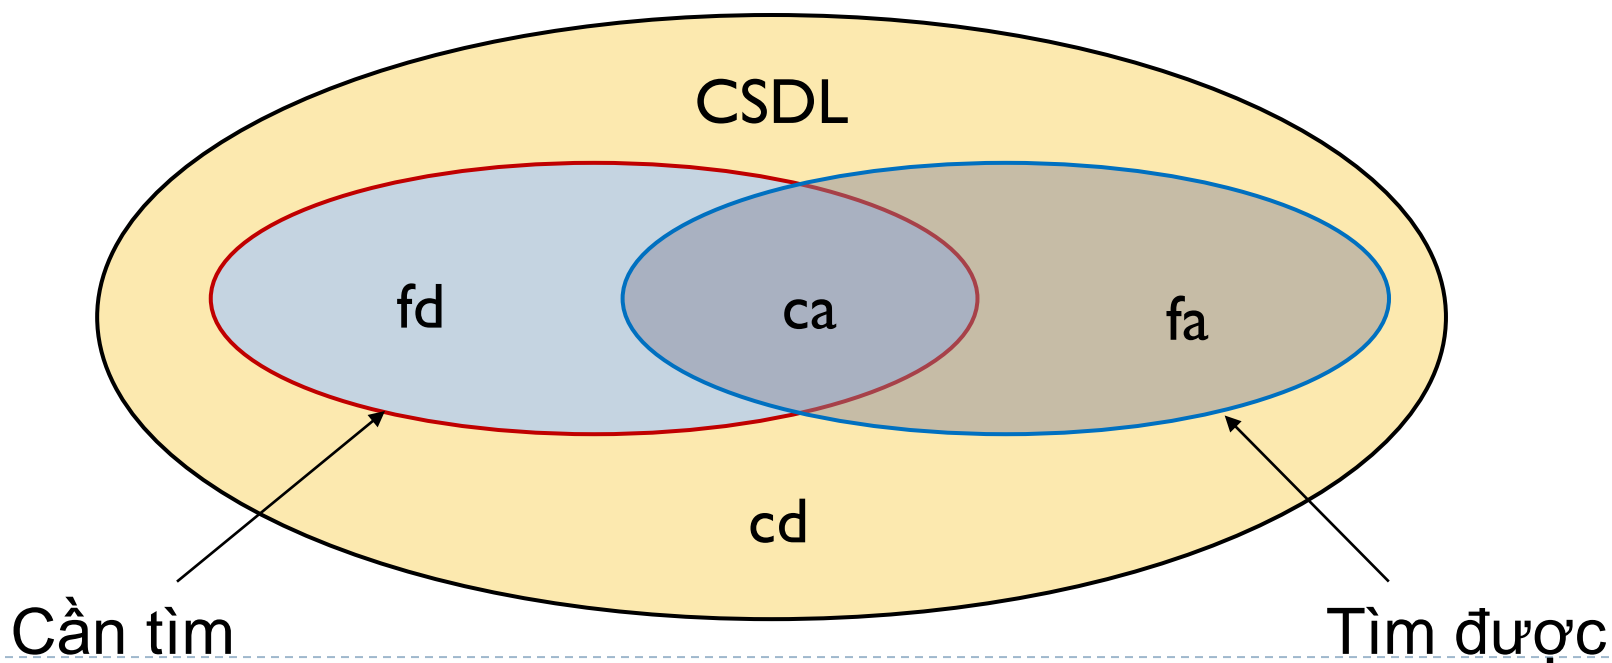 CSDL
fd
ca
fa
cd
Cần tìm
Tìm được